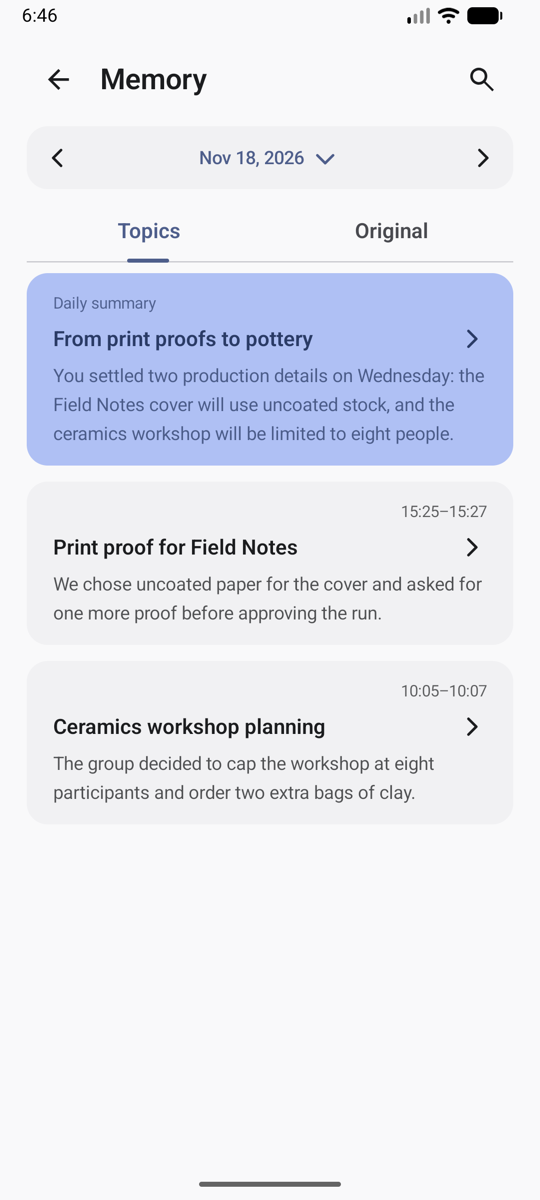 6:46
Memory
Nov 18, 2026
Topics
Original
Daily summary
From print proofs to pottery
You settled two production details on Wednesday: the
Field Notes cover will use uncoated stock, and the
ceramics workshop will be limited to eight people.
15:25–15:27
Print proof for Field Notes
We chose uncoated paper for the cover and asked for
one more proof before approving the run.
10:05–10:07
Ceramics workshop planning
The group decided to cap the workshop at eight
participants and order two extra bags of clay.